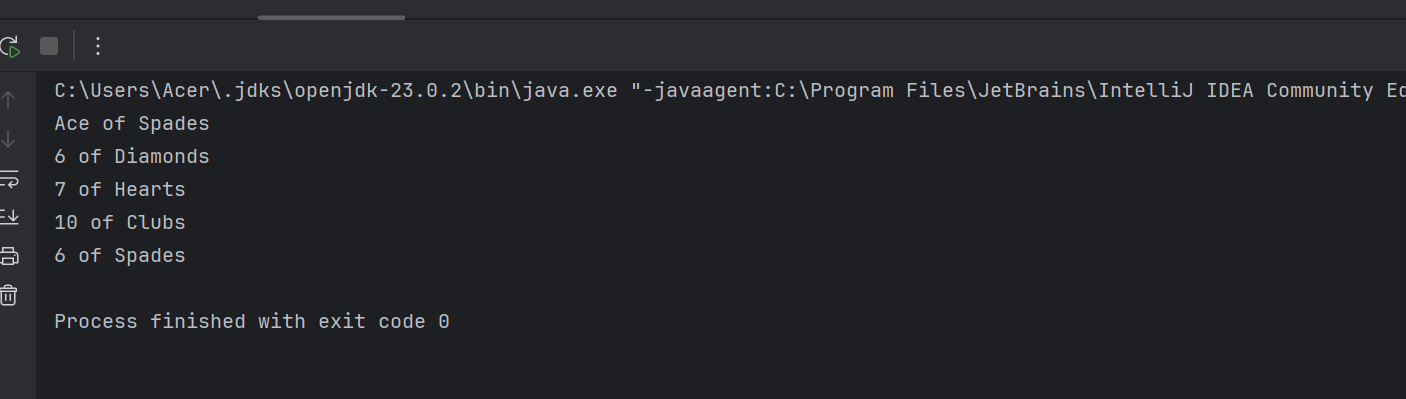 C:\Users\Acer\.jdks\openjdk-23.0.2\bin\java.exe "-javaagent:C:\Program Files\JetBrains\IntelliJ IDEA Community Ed
Ace of Spades
6 of Diamonds
7 of Hearts
10 of Clubs
6 of Spades
Process finished with exit code 0